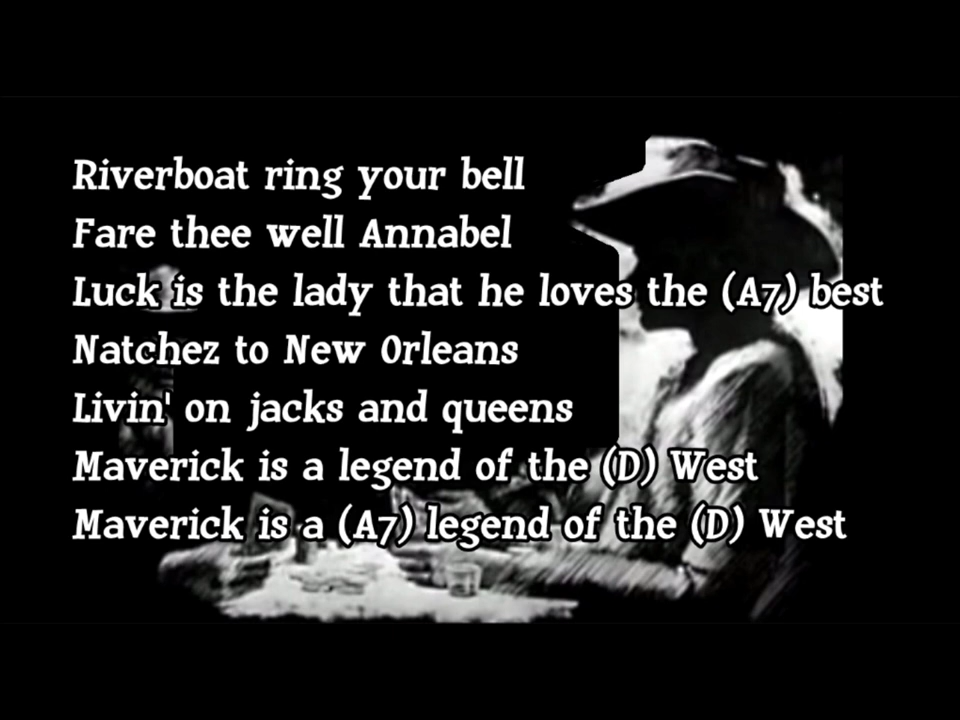 Riverboat ring your bell
Fare thee well Annabel
Luck is the lady that he loves the (A7) best
Natchez to New Orleans
Livin' on jacks and queens
Maverick is a legend of the (D) West
Maverick is a (A7) legend of the (D) West